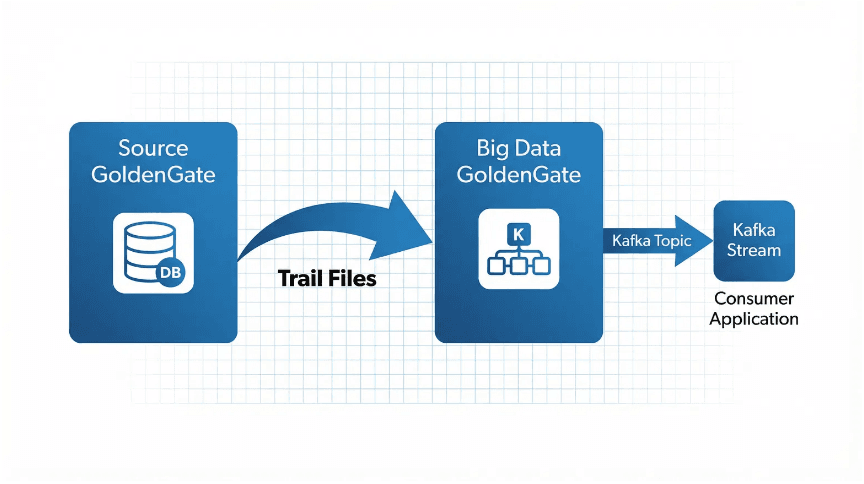 Source
GoldenGate
DB
Trail Files
Big Data
GoldenGate
K
Kafka Topic
Kafka
Stream
Consumer
Application